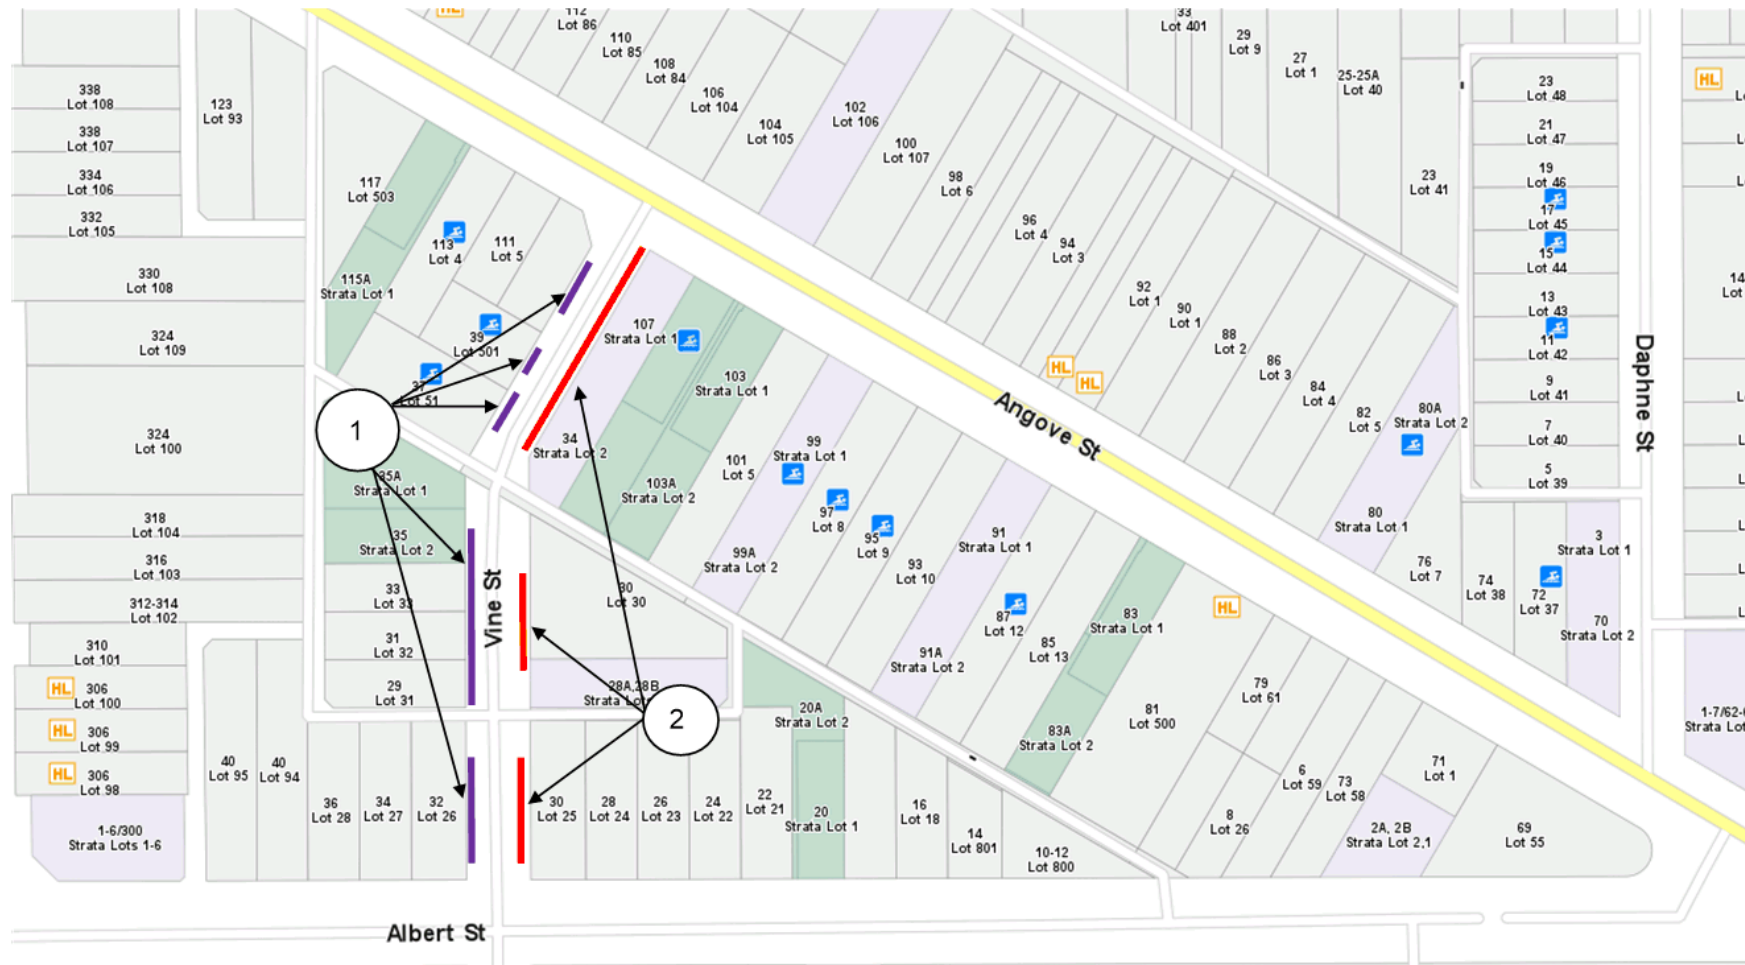 HL
112
Lot 86
110
Lot 85
108
Lot 84
106
Lot 104
104
Lot 105
102
Lot 106
100
Lot 107
98
Lot 6
96
Lot 4
94
Lot 3
92
Lot 1
90
Lot 1
88
Lot 2
86
Lot 3
84
Lot 4
82
Lot 5
80A
Strata Lot 2
80
Strata Lot 1
76
Lot 7
74
Lot 38
72
Lot 37
3
Strata Lot 1
70
Strata Lot 2
33
Lot 401
29
Lot 9
27
Lot 1
25-25A
Lot 40
23
Lot 41
23
Lot 48
21
Lot 47
19
Lot 46
17
Lot 45
15
Lot 44
13
Lot 43
11
Lot 42
9
Lot 41
7
Lot 40
5
Lot 39
Daphne St
HL
14
1-7/62-
Strata Lot
338
Lot 108
338
Lot 107
334
Lot 106
332
Lot 105
330
Lot 108
324
Lot 109
324
Lot 100
318
Lot 104
316
Lot 103
312-314
Lot 102
310
Lot 101
HL
306
Lot 100
HL
306
Lot 99
HL
306
Lot 98
1-6/300
Strata Lots 1-6
123
Lot 93
117
Lot 503
115A
Strata Lot 1
113
Lot 4
111
Lot 5
39
Lot 501
37
Lot 51
1
35A
Strata Lot 1
35
Strata Lot 2
33
Lot 33
31
Lot 32
29
Lot 31
40
Lot 95
40
Lot 94
36
Lot 28
34
Lot 27
32
Lot 26
Vine St
107
Strata Lot 1
34
Strata Lot 2
103
Strata Lot 1
103A
Strata Lot 2
101
Lot 5
99
Strata Lot 1
99A
Strata Lot 2
97
Lot 8
95
Lot 9
93
Lot 10
91
Strata Lot 1
91A
Strata Lot 2
87
Lot 12
85
Lot 13
83
Strata Lot 1
83A
Strata Lot 2
81
Lot 500
79
Lot 61
HL
HL
HL
Angove St
30
Lot 30
28A,28B
2
20A
Strata Lot 2
30
Lot 25
28
Lot 24
26
Lot 23
24
Lot 22
22
Lot 21
20
Strata Lot 1
16
Lot 18
14
Lot 801
10-12
Lot 800
8
Lot 26
6
Lot 59
73
Lot 58
71
Lot 1
2A, 2B
Strata Lot 2,1
69
Lot 55
Albert St